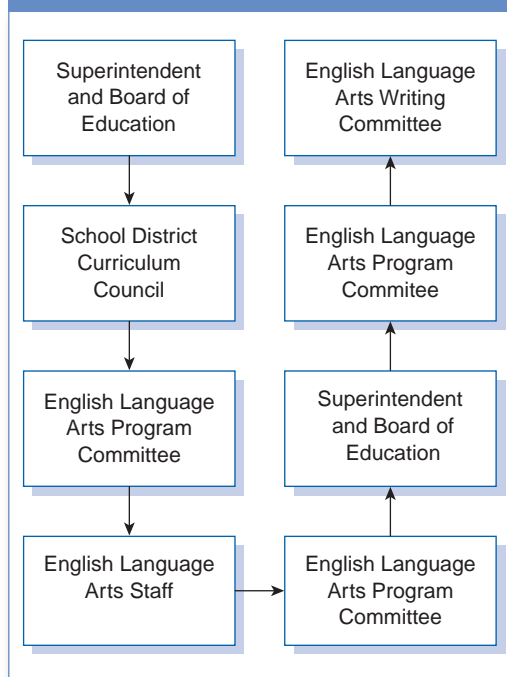 Superintendent
and Board of
Education
School District
Curriculum
Council
English Language
Arts Program
Committee
English Language
Arts Staff
English Language
Arts Program
Committee
Superintendent
and Board of
Education
English Language
Arts Program
Commitee
English Language
Arts Writing
Committee